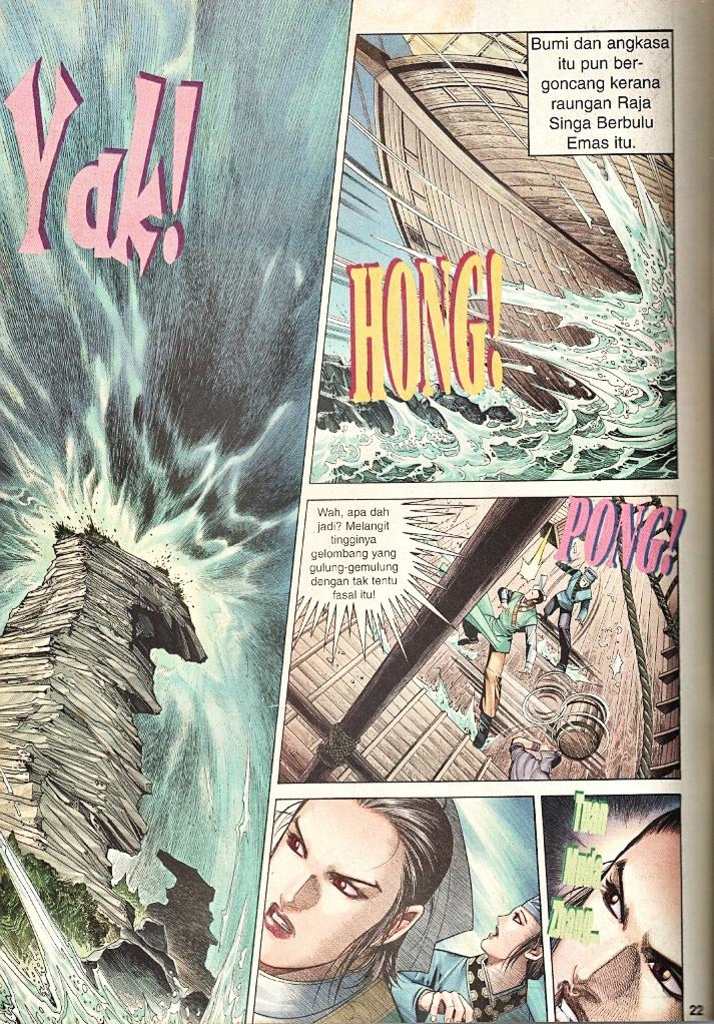 Yak!
Bumi dan angkasa
itu pun ber-
goncang kerana
raungan Raja
Singa Berbulu
Emas itu.
HONG!
Wah, apa dah
jadi? Melangit
tingginya
gelombang yang
gulung-gemulung
dengan tak tentu
fasal itu!
PONG!
22